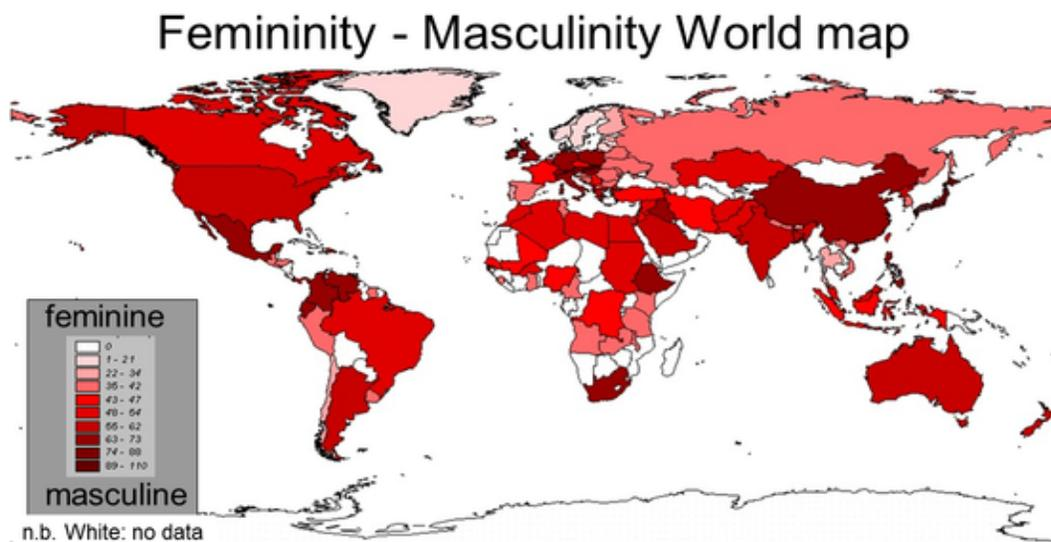 Femininity - Masculinity World map
feminine
0
1 - 21
22 - 34
35 - 42
43 - 47
48 - 54
55 - 62
63 - 73
74 - 88
89 - 110
masculine
n.b. White: no data